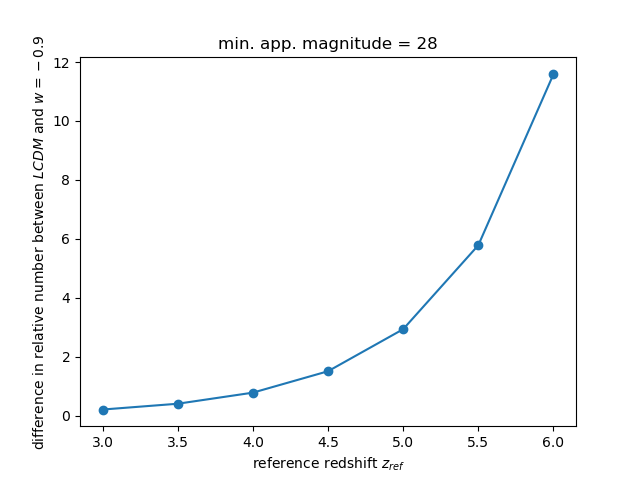 min. app. magnitude = 28
difference in relative number between LCDM and w = −0.9
12
10
8
6
4
2
0
3.0 3.5 4.0 4.5 5.0 5.5 6.0
reference redshift z_ref